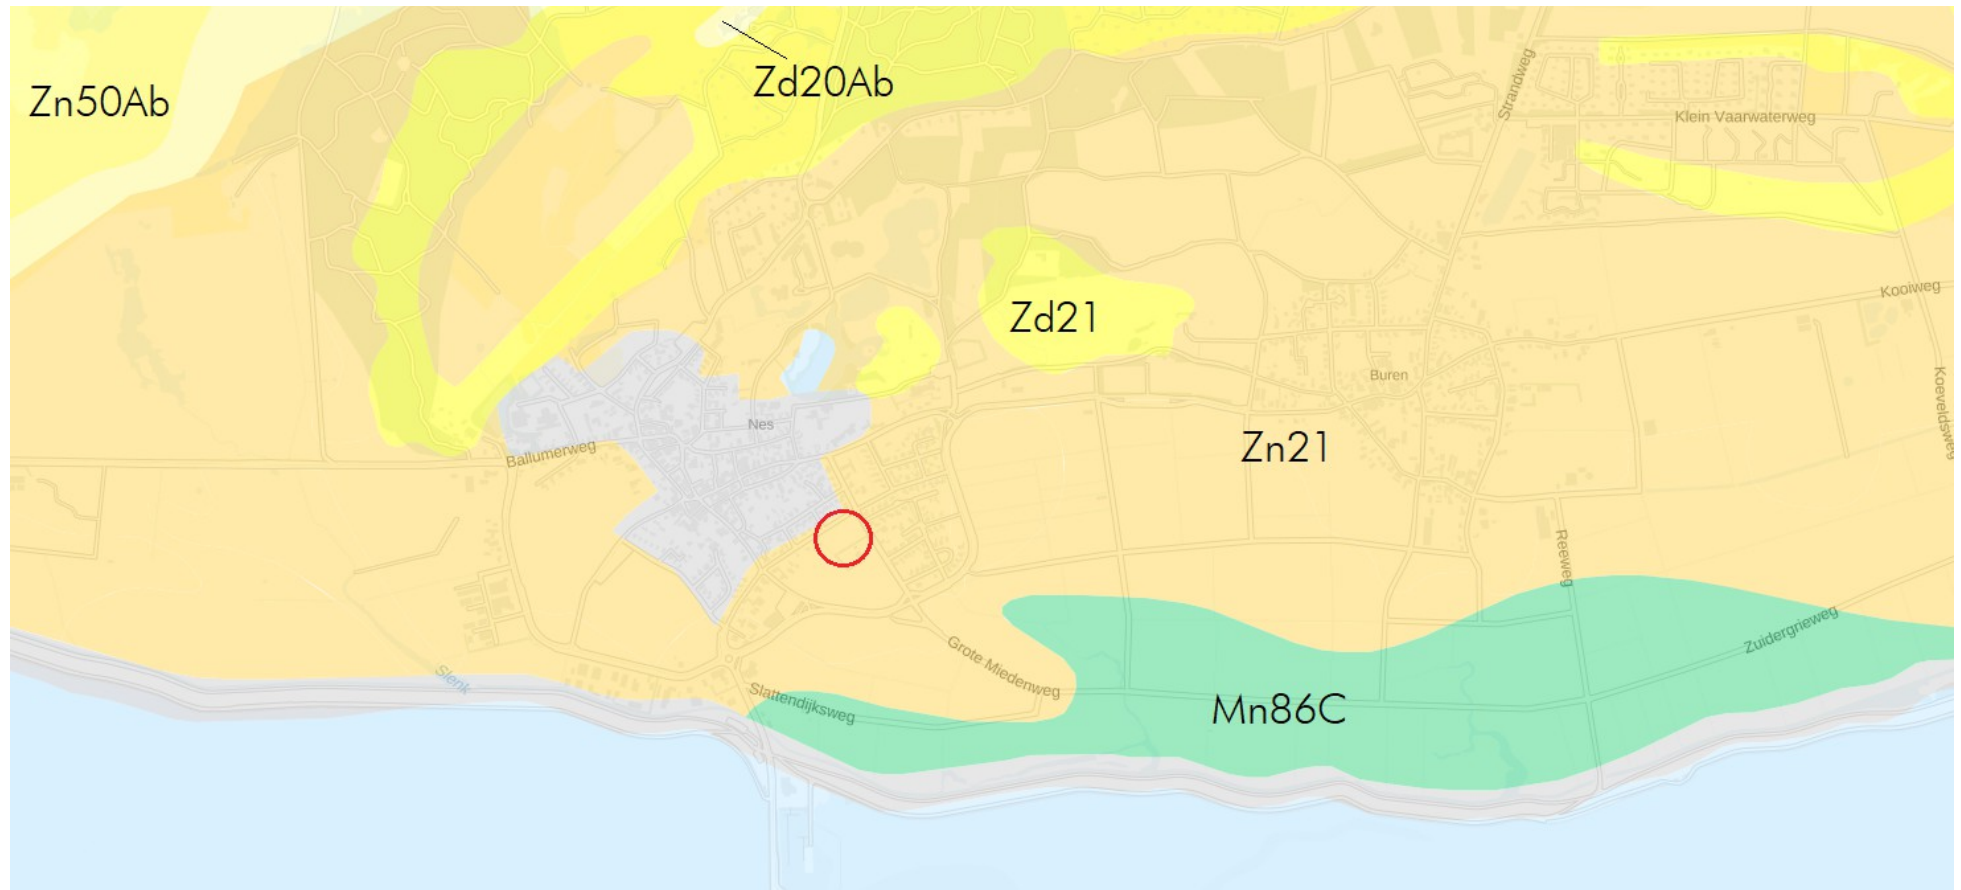 Zd20Ab
Zn50Ab
Strandweg
Klein Vaarwaterweg
Kooiweg
Zd21
Buren
Koeveldsweg
Nes
Zn21
Ballumerweg
Reeweg
Zuidergrieweg
Grote Miedenweg
Slenk
Slattendijksweg
Mn86C